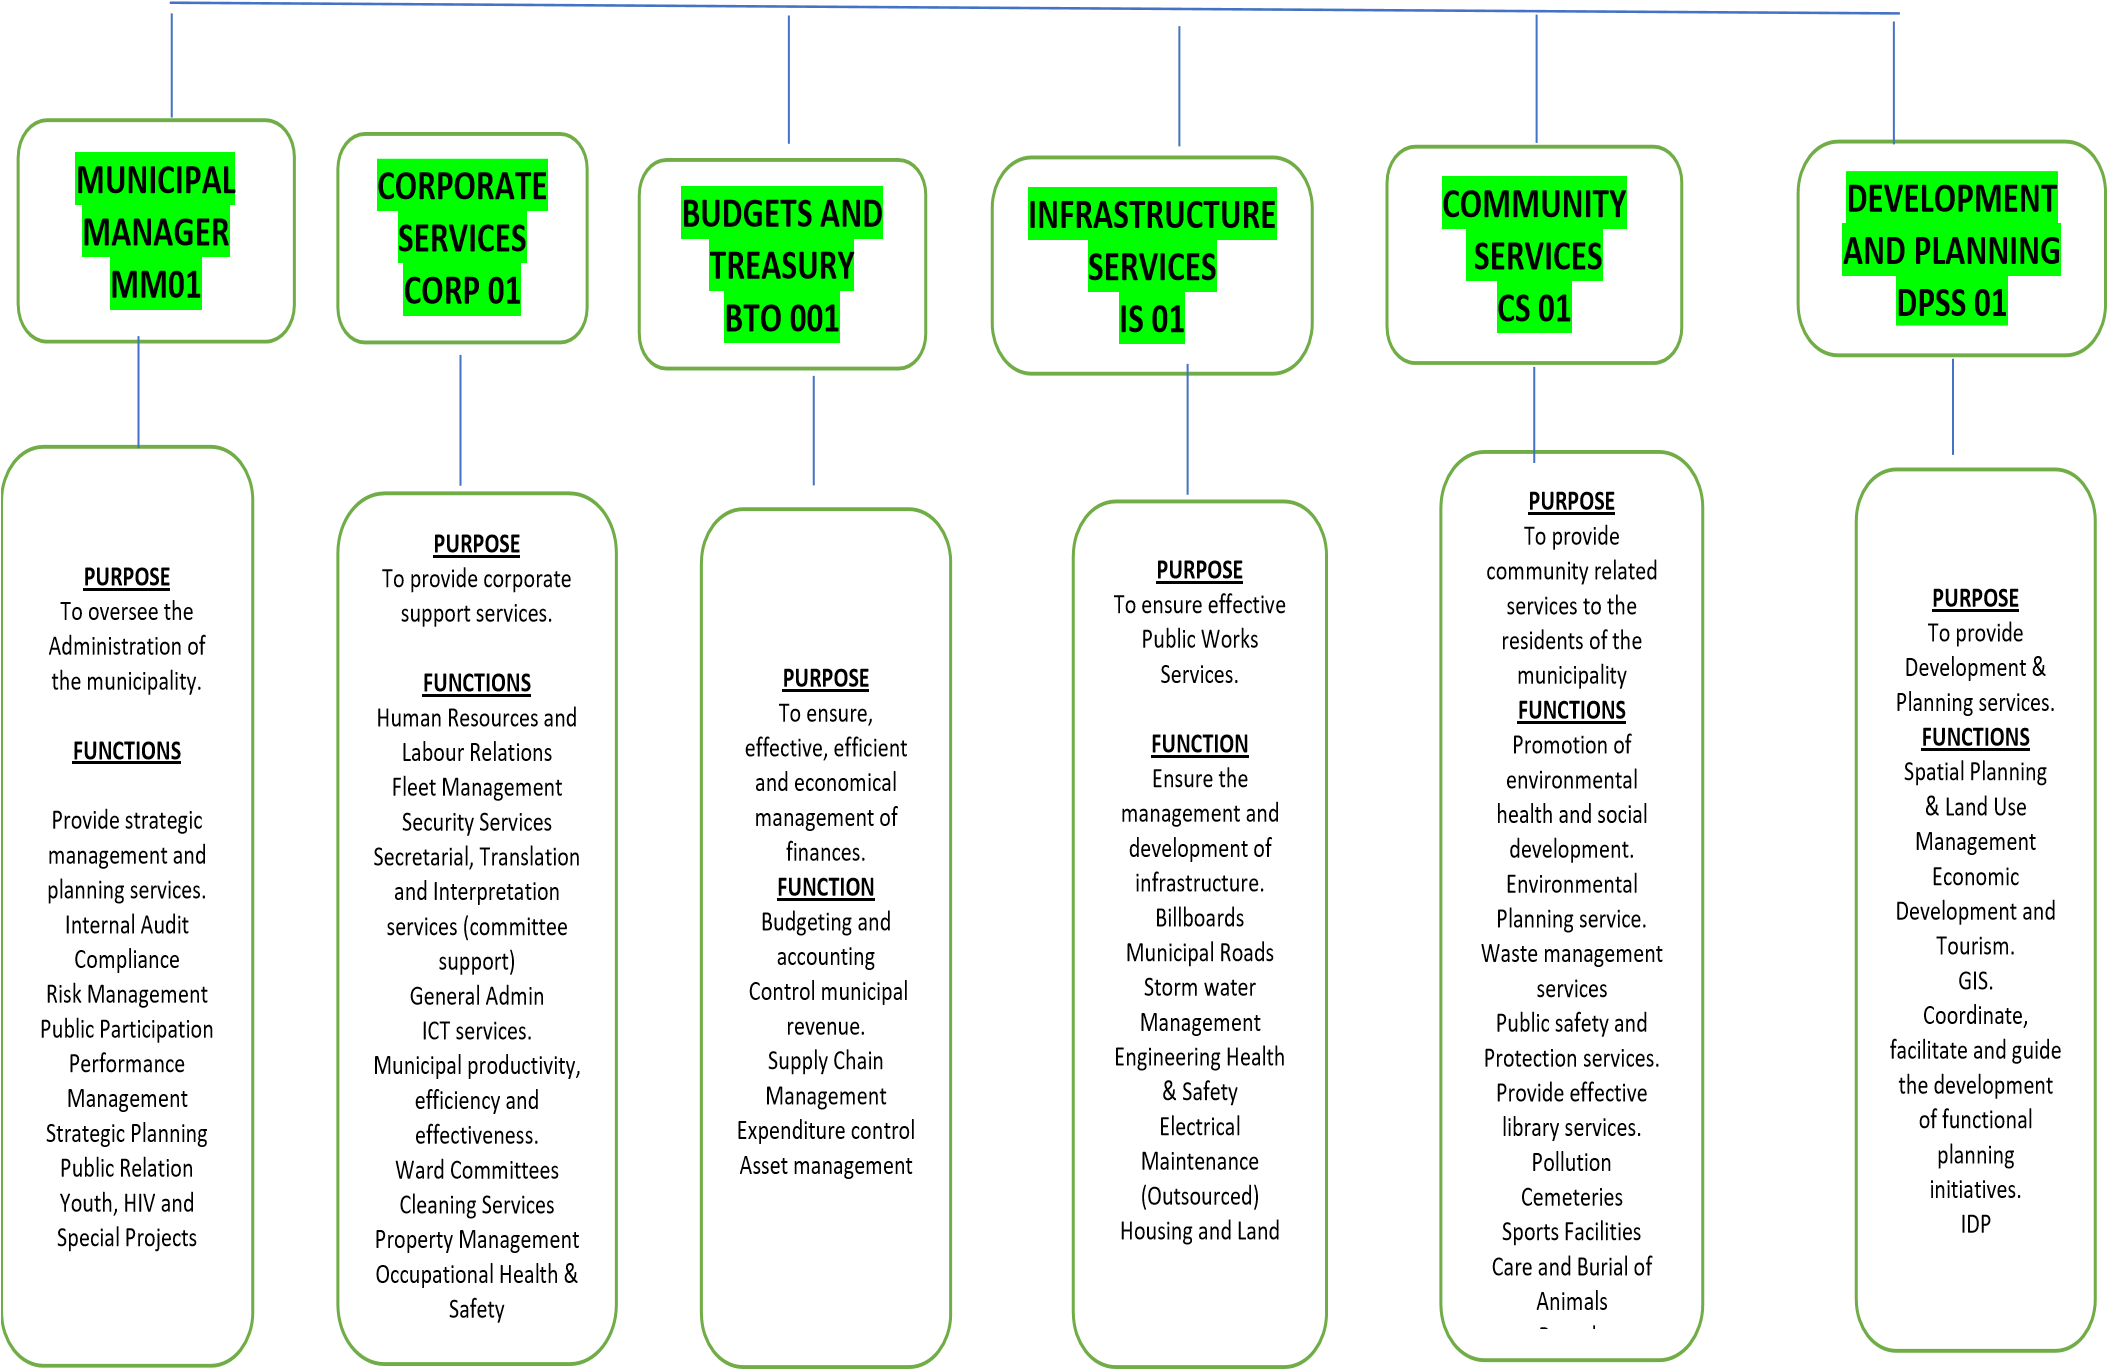 MUNICIPAL
MANAGER
MM01
CORPORATE
SERVICES
CORP 01
BUDGETS AND
TREASURY
BTO 001
INFRASTRUCTURE
SERVICES
IS 01
COMMUNITY
SERVICES
CS 01
DEVELOPMENT
AND PLANNING
DPSS 01
PURPOSE
To oversee the
Administration of
the municipality.
FUNCTIONS
Provide strategic
management and
planning services.
Internal Audit
Compliance
Risk Management
Public Participation
Performance
Management
Strategic Planning
Public Relation
Youth, HIV and
Special Projects
PURPOSE
To provide corporate
support services.
FUNCTIONS
Human Resources and
Labour Relations
Fleet Management
Security Services
Secretarial, Translation
and Interpretation
services (committee
support)
General Admin
ICT services.
Municipal productivity,
efficiency and
effectiveness.
Ward Committees
Cleaning Services
Property Management
Occupational Health &
Safety
PURPOSE
To ensure,
effective, efficient
and economical
management of
finances.
FUNCTION
Budgeting and
accounting
Control municipal
revenue.
Supply Chain
Management
Expenditure control
Asset management
PURPOSE
To ensure effective
Public Works
Services.
FUNCTION
Ensure the
management and
development of
infrastructure.
Billboards
Municipal Roads
Storm water
Management
Engineering Health
& Safety
Electrical
Maintenance
(Outsourced)
Housing and Land
PURPOSE
To provide
community related
services to the
residents of the
municipality
FUNCTIONS
Promotion of
environmental
health and social
development.
Environmental
Planning service.
Waste management
services
Public safety and
Protection services.
Provide effective
library services.
Pollution
Cemeteries
Sports Facilities
Care and Burial of
Animals
PURPOSE
To provide
Development &
Planning services.
FUNCTIONS
Spatial Planning
& Land Use
Management
Economic
Development and
Tourism.
GIS.
Coordinate,
facilitate and guide
the development
of functional
planning
initiatives.
IDP